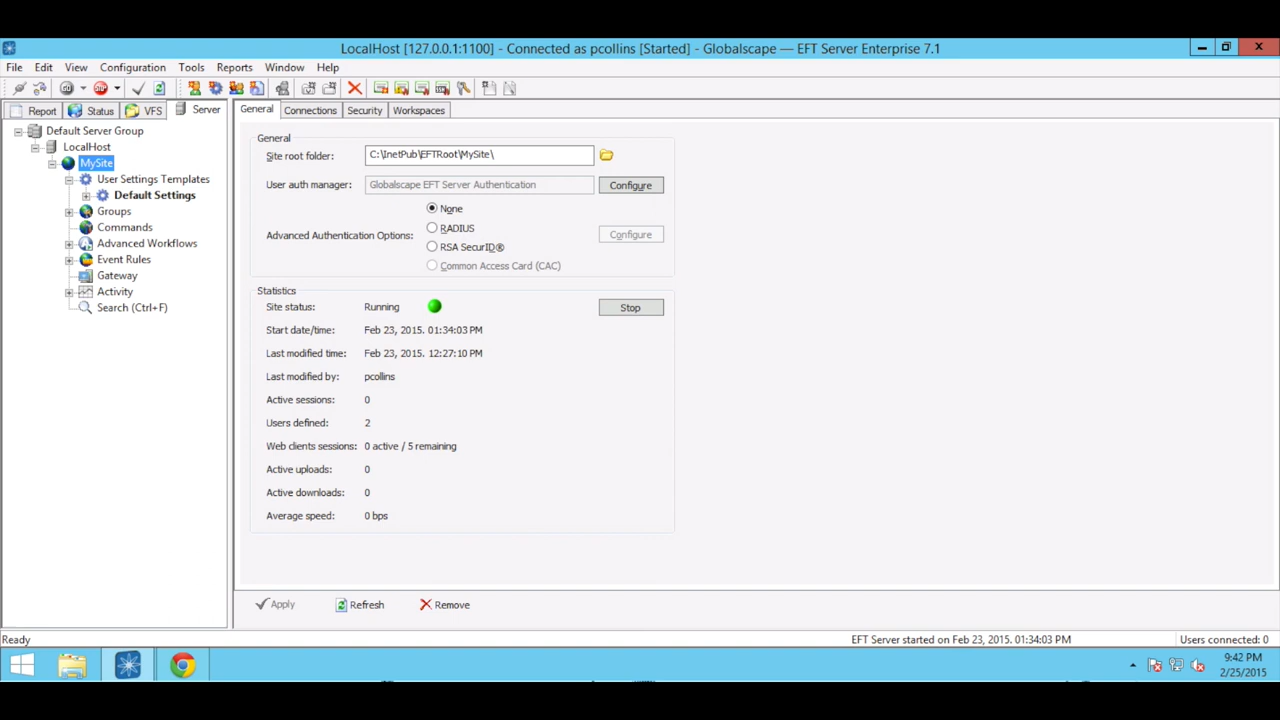 LocalHost [127.0.0.1:1100] - Connected as pcollins [Started] - Globalscape — EFT Server Enterprise 7.1
File Edit View Configuration Tools Reports Window Help
GO STOP
Report Status VFS Server
General Connections Security Workspaces
Default Server Group
LocalHost
MySite
User Settings Templates
Default Settings
Groups
Commands
Advanced Workflows
Event Rules
Gateway
Activity
Search (Ctrl+F)
General
Site root folder: C:\InetPub\EFTRoot\MySite\
User auth manager: Globalscape EFT Server Authentication Configure
None
RADIUS
Advanced Authentication Options: Configure
RSA SecurID®
Common Access Card (CAC)
Statistics
Site status: Running Stop
Start date/time: Feb 23, 2015. 01:34:03 PM
Last modified time: Feb 23, 2015. 12:27:10 PM
Last modified by: pcollins
Active sessions: 0
Users defined: 2
Web clients sessions: 0 active / 5 remaining
Active uploads: 0
Active downloads: 0
Average speed: 0 bps
Apply Refresh Remove
Ready EFT Server started on Feb 23, 2015. 01:34:03 PM Users connected: 0
9:42 PM
2/25/2015